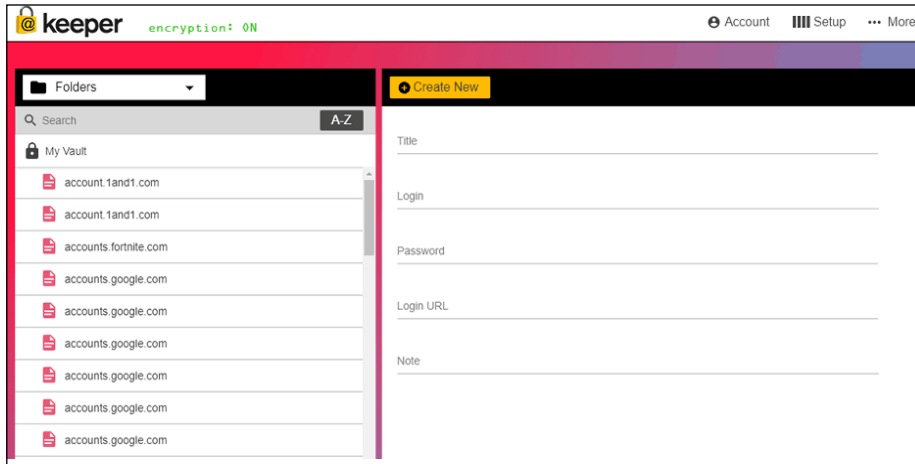 keeper encryption: ON Account Setup ••• More
Folders
Search A-Z
My Vault
account.1and1.com
account.1and1.com
accounts.fortnite.com
accounts.google.com
accounts.google.com
accounts.google.com
accounts.google.com
accounts.google.com
accounts.google.com
Create New
Title
Login
Password
Login URL
Note